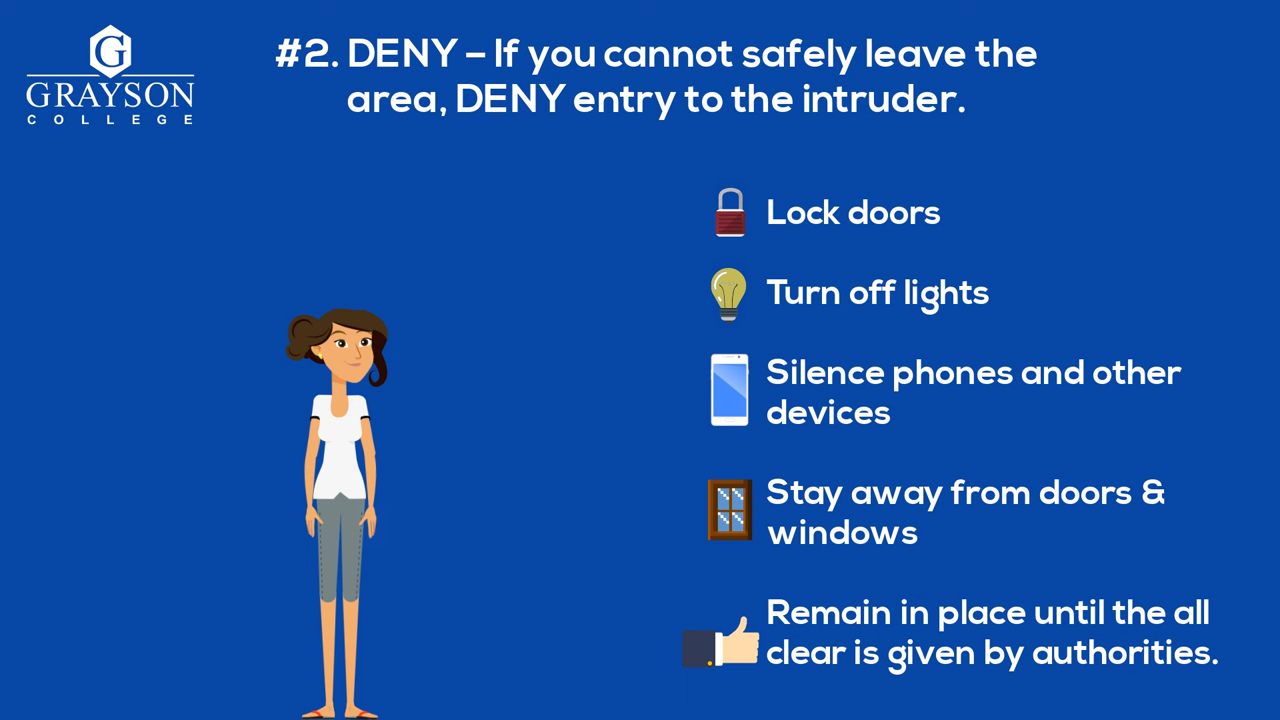 G
GRAYSON
COLLEGE
#2. DENY – If you cannot safely leave the
area, DENY entry to the intruder.
Lock doors
Turn off lights
Silence phones and other
devices
Stay away from doors &
windows
Remain in place until the all
clear is given by authorities.